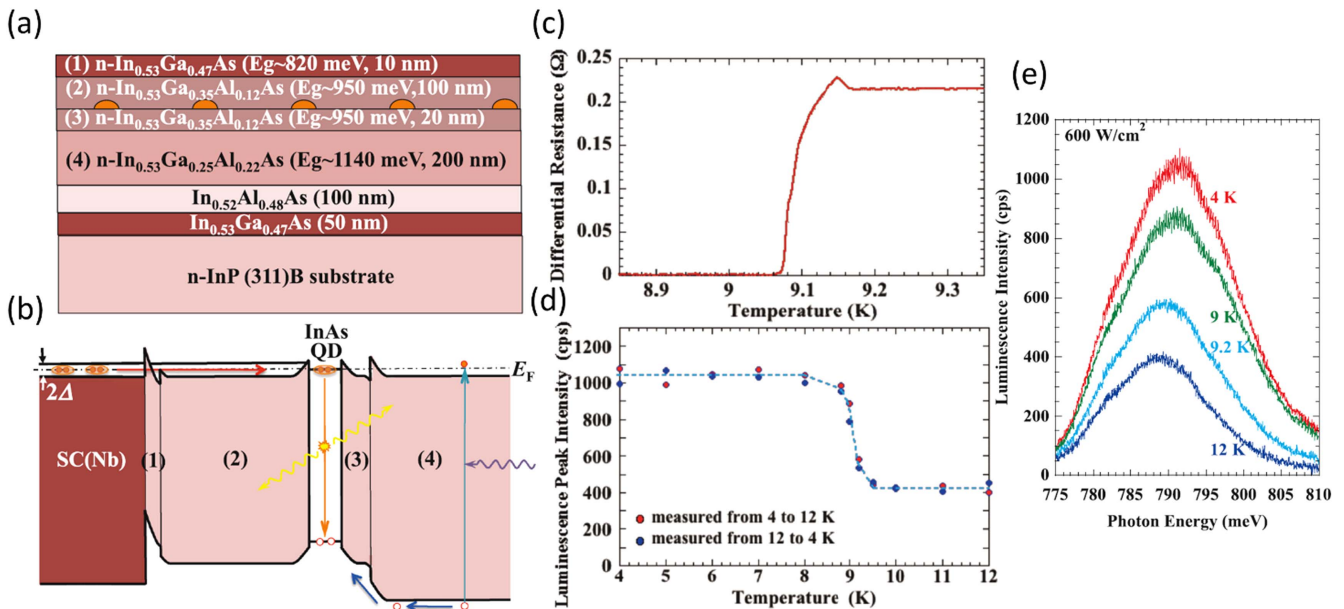 (a)
(1) n-In0.53Ga0.47As (Eg~820 meV, 10 nm)
(2) n-In0.53Ga0.35Al0.12As (Eg~950 meV,100 nm)
(3) n-In0.53Ga0.35Al0.12As (Eg~950 meV, 20 nm)
(4) n-In0.53Ga0.25Al0.22As (Eg~1140 meV, 200 nm)
In0.52Al0.48As (100 nm)
In0.53Ga0.47As (50 nm)
n-InP (311)B substrate
(b)
InAs
QD
EF
2Δ
SC(Nb)
(1)
(2)
(3)
(4)
(c)
Differential Resistance (Ω)
0.25
0.2
0.15
0.1
0.05
0
8.9 9 9.1 9.2 9.3
Temperature (K)
(d)
Luminescence Peak Intensity (cps)
1200
1000
800
600
400
200
0
measured from 4 to 12 K
measured from 12 to 4 K
4 5 6 7 8 9 10 11 12
Temperature (K)
(e)
Luminescence Intensity (cps)
1200
1000
800
600
400
200
0
600 W/cm2
4 K
9 K
9.2 K
12 K
775 780 785 790 795 800 805 810
Photon Energy (meV)